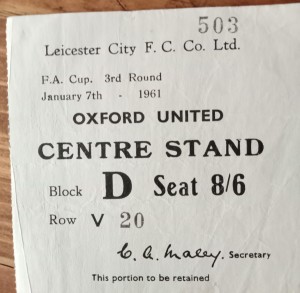 503
Leicester City F. C. Co. Ltd.
F.A. Cup. 3rd Round
January 7th - 1961
OXFORD UNITED
CENTRE STAND
Block D Seat 8/6
Row V 20
C. A. Maley, Secretary
This portion to be retained